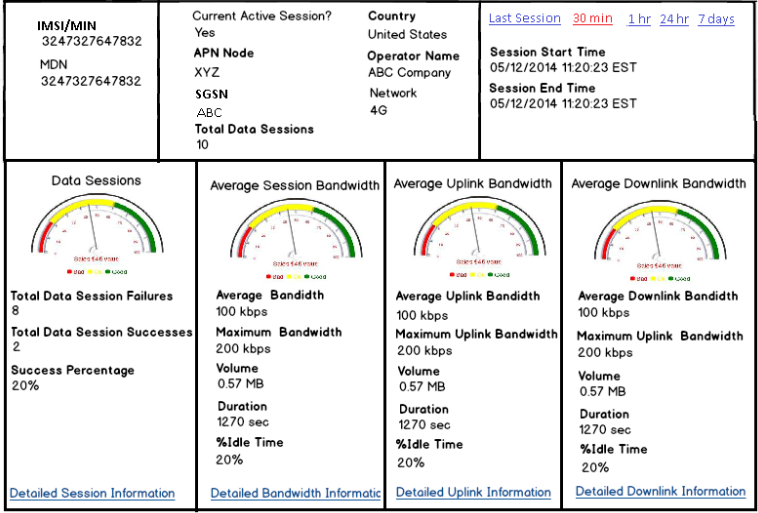 IMSI/MIN
3247327647832
MDN
3247327647832
Current Active Session?
Yes
APN Node
XYZ
SGSN
ABC
Total Data Sessions
10
Country
United States
Operator Name
ABC Company
Network
4G
Last Session 30 min 1 hr 24 hr 7 days
Session Start Time
05/12/2014 11:20:23 EST
Session End Time
05/12/2014 11:20:23 EST
Data Sessions
Bad Good
Total Data Session Failures
8
Total Data Session Successes
2
Success Percentage
20%
Detailed Session Information
Average Session Bandwidth
Bad Good
Average Bandidth
100 kbps
Maximum Bandwidth
200 kbps
Volume
0.57 MB
Duration
1270 sec
%Idle Time
20%
Detailed Bandwidth Informatic
Average Uplink Bandwidth
Bad Good
Average Uplink Bandidth
100 kbps
Maximum Uplink Bandwidth
200 kbps
Volume
0.57 MB
Duration
1270 sec
%Idle Time
20%
Detailed Uplink Information
Average Downlink Bandwidth
Bad Good
Average Downlink Bandidth
100 kbps
Maximum Uplink Bandwidth
200 kbps
Volume
0.57 MB
Duration
1270 sec
%Idle Time
20%
Detailed Downlink Information